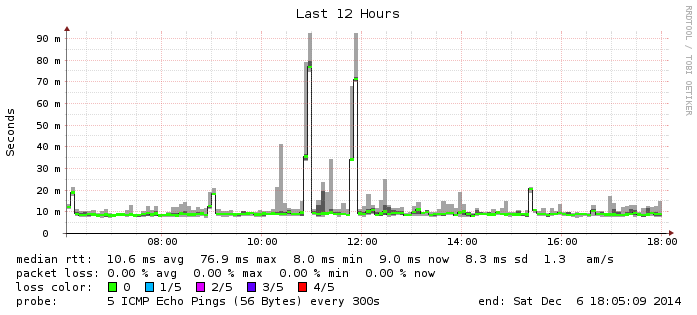 Last 12 Hours
RRDTOOL / TOBI OETIKER
Seconds
90 m
80 m
70 m
60 m
50 m
40 m
30 m
20 m
10 m
0
08:00 10:00 12:00 14:00 16:00 18:00
median rtt: 10.6 ms avg 76.9 ms max 8.0 ms min 9.0 ms now 8.3 ms sd 1.3 am/s
packet loss: 0.00 % avg 0.00 % max 0.00 % min 0.00 % now
loss color: 0 1/5 2/5 3/5 4/5
probe: 5 ICMP Echo Pings (56 Bytes) every 300s end: Sat Dec 6 18:05:09 2014